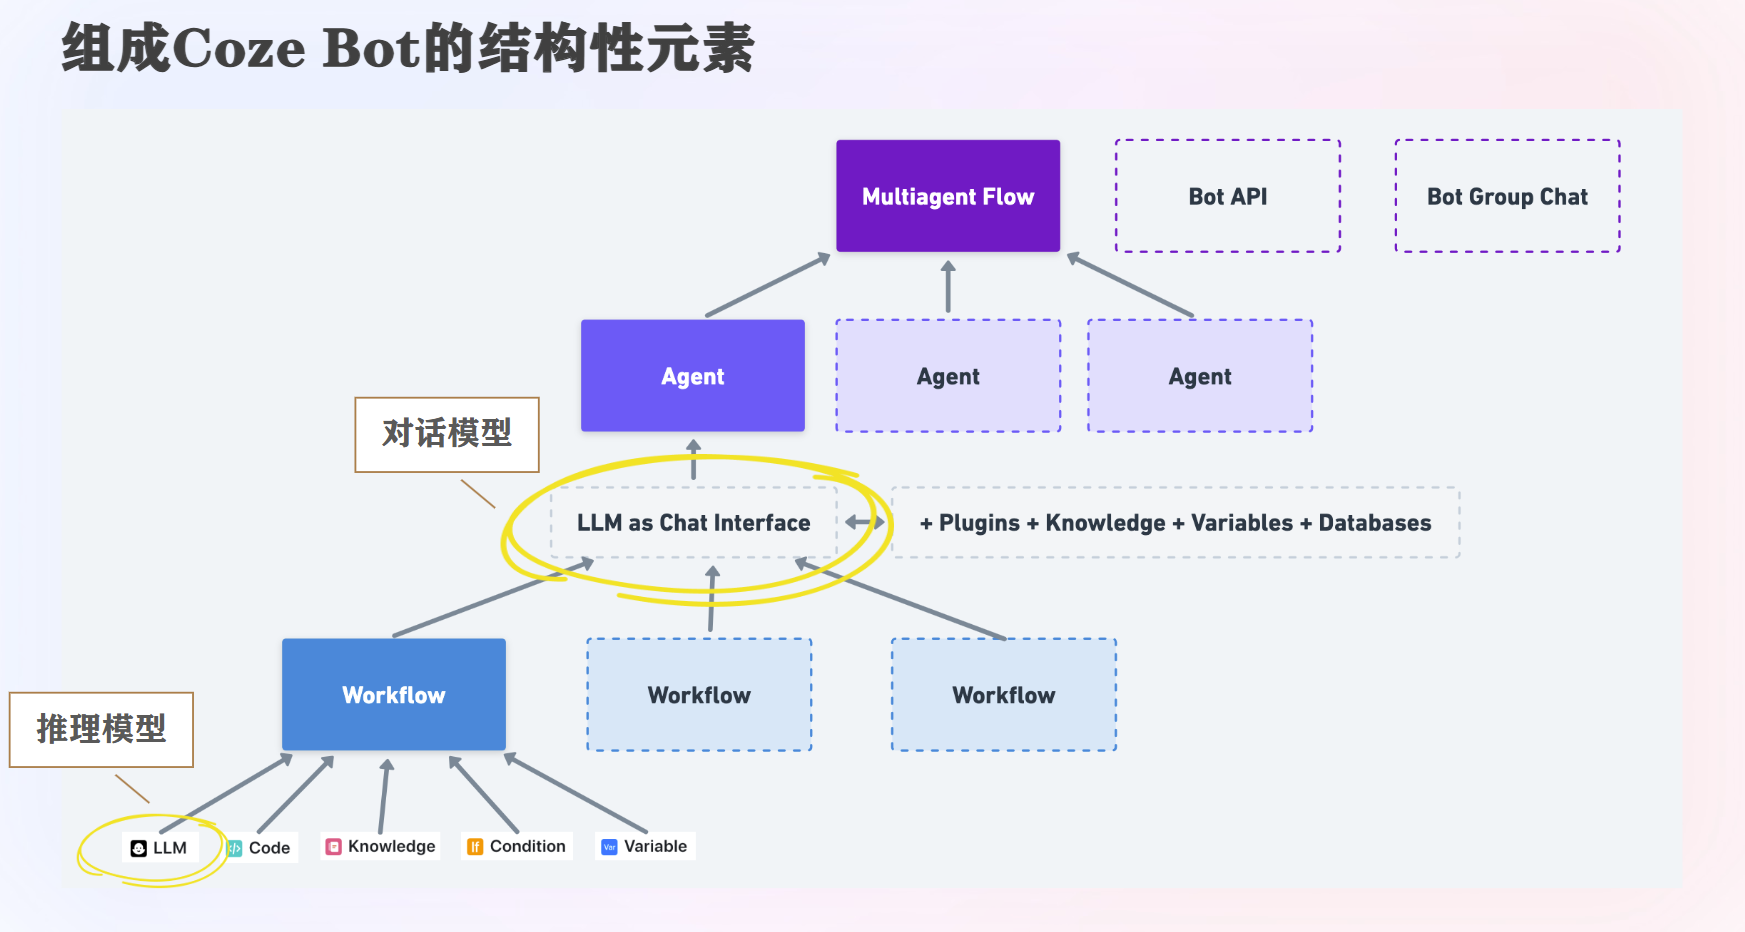 组成Coze Bot的结构性元素
Multiagent Flow
Bot API
Bot Group Chat
Agent
Agent
Agent
对话模型
LLM as Chat Interface
+ Plugins + Knowledge + Variables + Databases
Workflow
Workflow
Workflow
推理模型
LLM
</> Code
Knowledge
If Condition
Var Variable